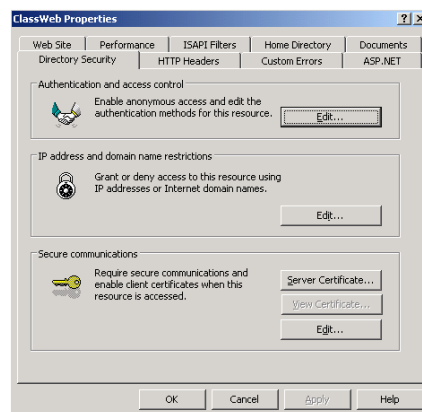 ClassWeb Properties
Web Site Performance ISAPI Filters Home Directory Documents
Directory Security HTTP Headers Custom Errors ASP.NET
Authentication and access control
Enable anonymous access and edit the
authentication methods for this resource.
Edit...
IP address and domain name restrictions
Grant or deny access to this resource using
IP addresses or Internet domain names.
Edit...
Secure communications
Require secure communications and
enable client certificates when this
resource is accessed.
Server Certificate...
View Certificate...
Edit...
OK Cancel Apply Help